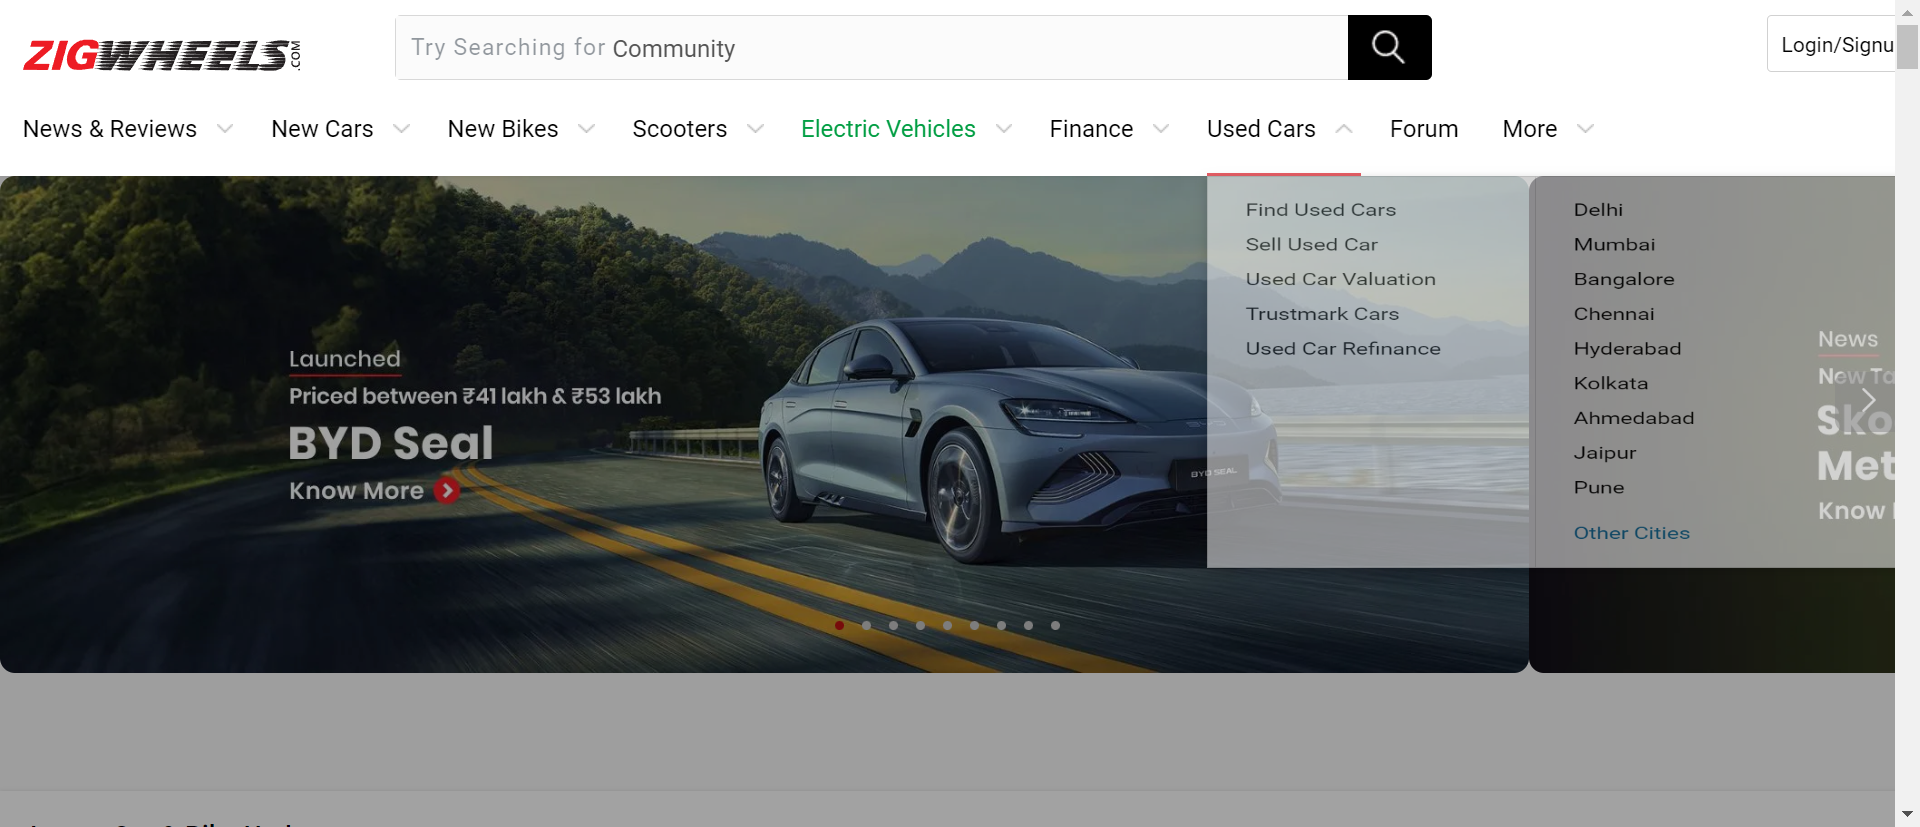 ZIGWHEELS.COM
Try Searching for Community
Login/Signu
News & Reviews
New Cars
New Bikes
Scooters
Electric Vehicles
Finance
Used Cars
Forum
More
Find Used Cars
Sell Used Car
Used Car Valuation
Trustmark Cars
Used Car Refinance
Delhi
Mumbai
Bangalore
Chennai
Hyderabad
Kolkata
Ahmedabad
Jaipur
Pune
Other Cities
Launched
Priced between ₹41 lakh & ₹53 lakh
BYD Seal
Know More
BYD SEAL
News
New Ta
Sko
Met
Know